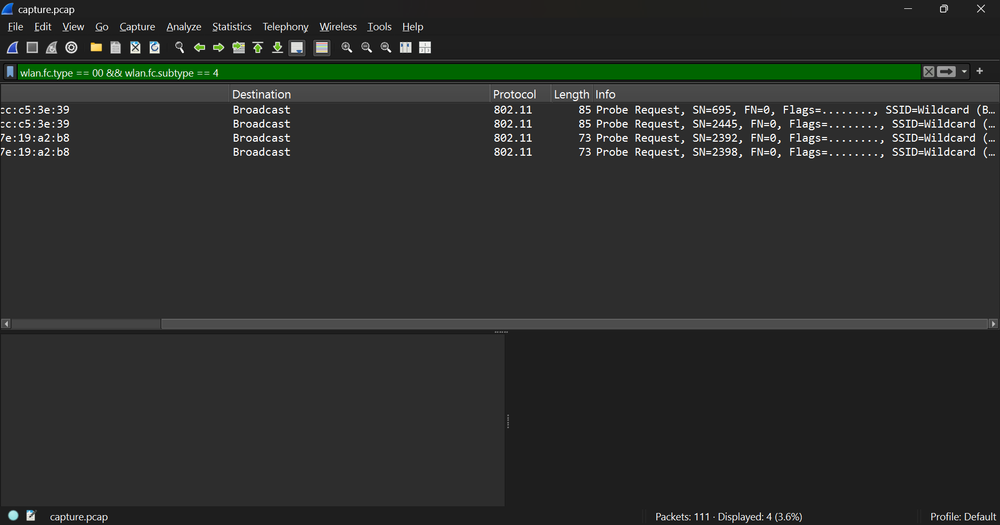 capture.pcap
File Edit View Go Capture Analyze Statistics Telephony Wireless Tools Help
wlan.fc.type == 00 && wlan.fc.subtype == 4
Destination Protocol Length Info
cc:c5:3e:39 Broadcast 802.11 85 Probe Request, SN=695, FN=0, Flags=........, SSID=Wildcard (B…
cc:c5:3e:39 Broadcast 802.11 85 Probe Request, SN=2445, FN=0, Flags=........, SSID=Wildcard (…
7e:19:a2:b8 Broadcast 802.11 73 Probe Request, SN=2392, FN=0, Flags=........, SSID=Wildcard (…
7e:19:a2:b8 Broadcast 802.11 73 Probe Request, SN=2398, FN=0, Flags=........, SSID=Wildcard (…
capture.pcap Packets: 111 · Displayed: 4 (3.6%) Profile: Default